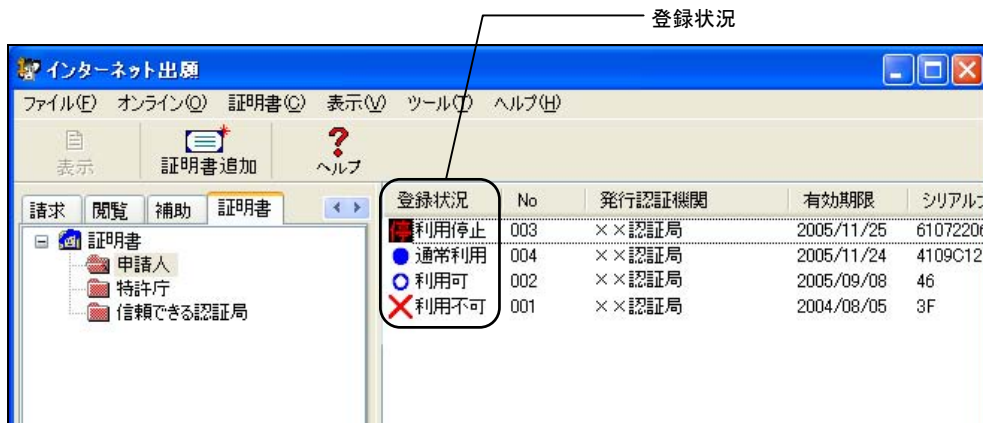 登録状況
インターネット出願
ファイル(F) オンライン(O) 証明書(C) 表示(V) ツール(T) ヘルプ(H)
表示 証明書追加 ヘルプ
請求 閲覧 補助 証明書
証明書
申請人
特許庁
信頼できる認証局
登録状況 No 発行認証機関 有効期限 シリアル
停 利用停止 003 ××認証局 2005/11/25 61072206
通常利用 004 ××認証局 2005/11/24 4109C12
利用可 002 ××認証局 2005/09/08 46
利用不可 001 ××認証局 2004/08/05 3F